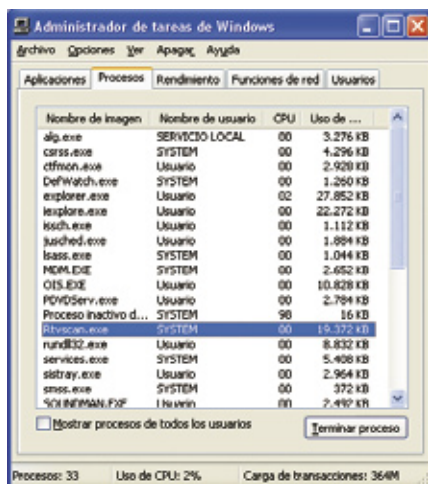 Administrador de tareas de Windows
Archivo Opciones Ver Apagar Ayuda
Aplicaciones Procesos Rendimiento Funciones de red Usuarios
Nombre de imagen Nombre de usuario CPU Uso de ...
alg.exe SERVICIO LOCAL 00 3.276 KB
csrss.exe SYSTEM 00 4.296 KB
ctfmon.exe Usuario 00 2.928 KB
DefWatch.exe SYSTEM 00 1.260 KB
explorer.exe Usuario 02 27.852 KB
iexplore.exe Usuario 00 22.272 KB
issch.exe Usuario 00 1.112 KB
jusched.exe Usuario 00 1.884 KB
lsass.exe SYSTEM 00 1.044 KB
MDM.EXE SYSTEM 00 2.652 KB
OIS.EXE Usuario 00 10.828 KB
PDVDServ.exe Usuario 00 2.784 KB
Proceso inactivo d... SYSTEM 98 16 KB
Rtvscan.exe SYSTEM 00 19.372 KB
rundll32.exe Usuario 00 8.832 KB
services.exe SYSTEM 00 5.408 KB
sistray.exe Usuario 00 2.964 KB
smss.exe SYSTEM 00 372 KB
SOUNDMAN.EXE Usuario 00 2.492 KB
Mostrar procesos de todos los usuarios
Terminar proceso
Procesos: 33 Uso de CPU: 2% Carga de transacciones: 364M